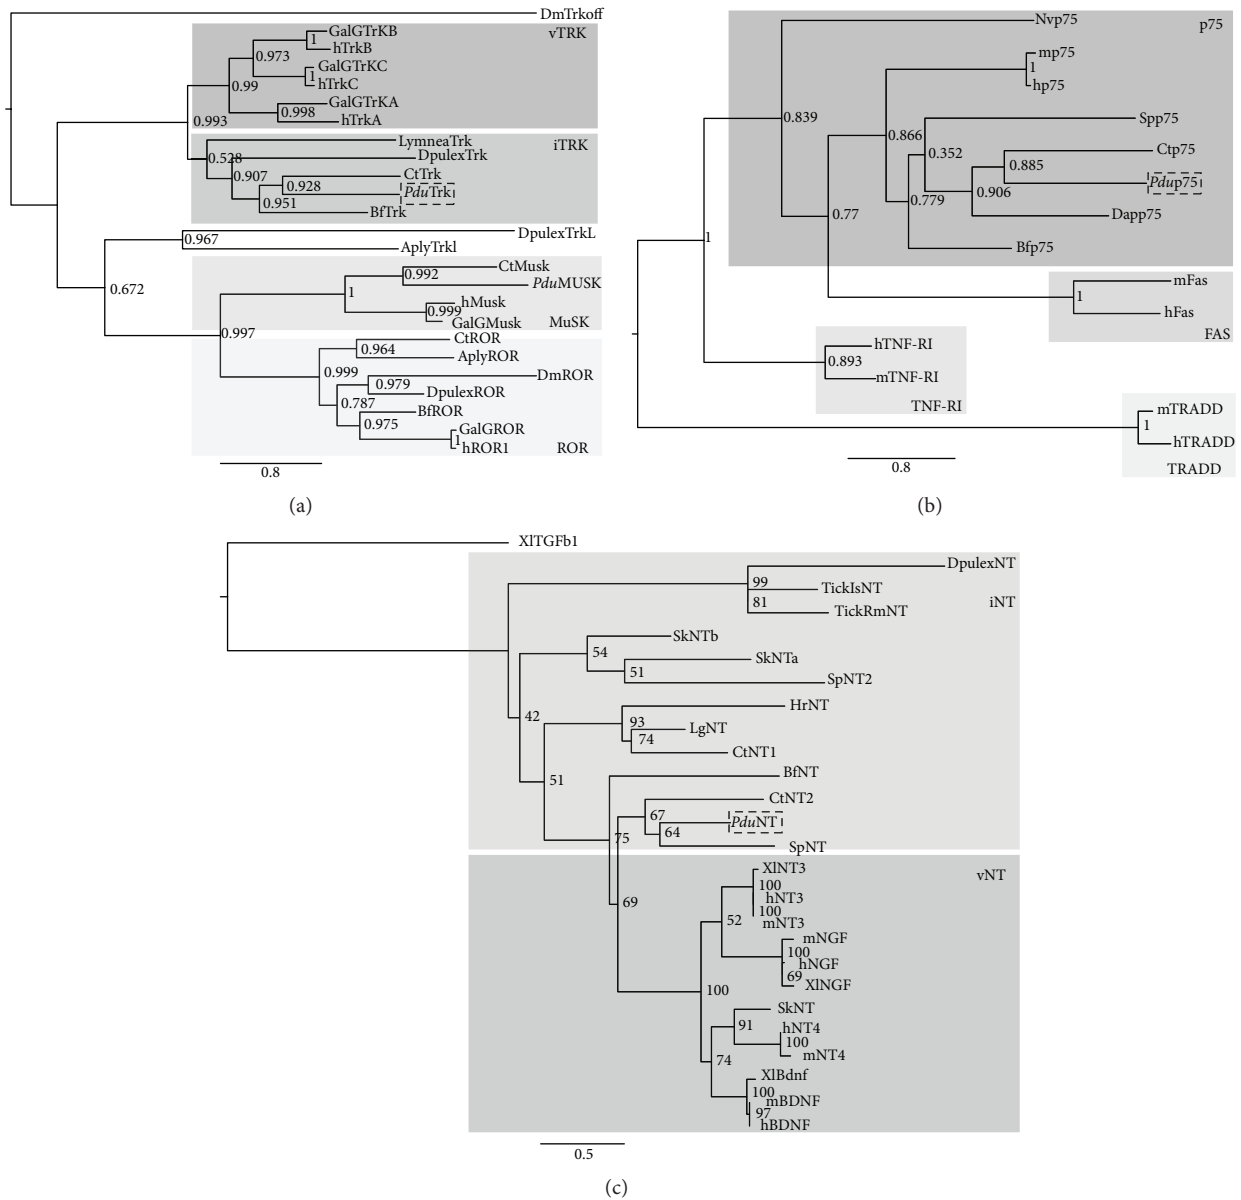 DmTrkoff
GalGTrKB
vTRK
1
hTrkB
0.973
GalGTrKC
1
hTrkC
0.99
GalGTrKA
0.998
hTrkA
0.993
LymneaTrk
iTRK
0.528
DpulexTrk
CtTrk
0.907
0.928
PduTrk
0.951
BfTrk
DpulexTrkL
0.967
AplyTrkl
CtMusk
0.992
PduMUSK
0.672
1
hMusk
0.999
GalGMusk
MuSK
0.997
CtROR
0.964
AplyROR
0.999
DmROR
0.979
DpulexROR
0.787
BfROR
0.975
GalGROR
1
hROR1
ROR
0.8
(a)
Nvp75
p75
mp75
1
hp75
0.839
Spp75
0.866
Ctp75
0.352
0.885
Pdup75
0.906
0.779
0.77
Dapp75
1
Bfp75
mFas
1
hFas
FAS
hTNF-RI
0.893
mTNF-RI
TNF-RI
mTRADD
1
hTRADD
TRADD
0.8
(b)
XlTGFb1
DpulexNT
99
TickIsNT
iNT
81
TickRmNT
SkNTb
54
SkNTa
51
SpNT2
HrNT
42
93
LgNT
74
CtNT1
BfNT
51
CtNT2
67
PduNT
64
75
SpNT
XlNT3
vNT
100
hNT3
100
mNT3
69
52
mNGF
100
hNGF
69
XlNGF
100
SkNT
91
hNT4
100
mNT4
74
XlBdnf
100
mBDNF
97
hBDNF
0.5
(c)